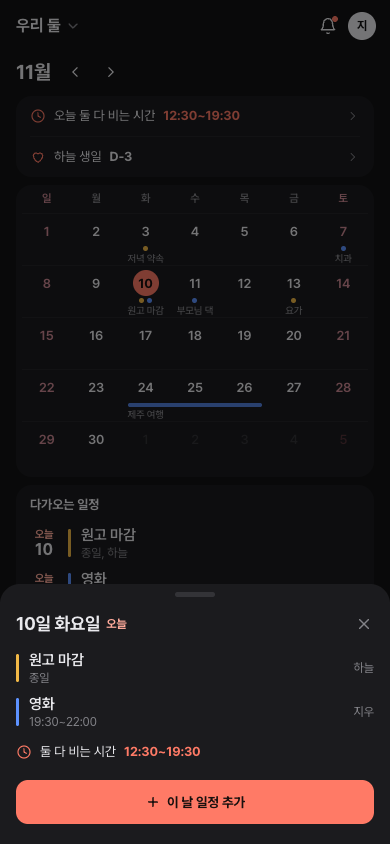 우리 둘
지
11월
오늘 둘 다 비는 시간 12:30~19:30
하늘 생일 D-3
일 월 화 수 목 금 토
1 2 3 4 5 6 7
저녁 약속 치과
8 9 10 11 12 13 14
원고 마감 부모님 댁 요가
15 16 17 18 19 20 21
22 23 24 25 26 27 28
제주 여행
29 30 1 2 3 4 5
다가오는 일정
오늘 원고 마감
10 종일, 하늘
오늘 영화
10일 화요일 오늘
원고 마감 하늘
종일
영화 지우
19:30~22:00
둘 다 비는 시간 12:30~19:30
+ 이 날 일정 추가